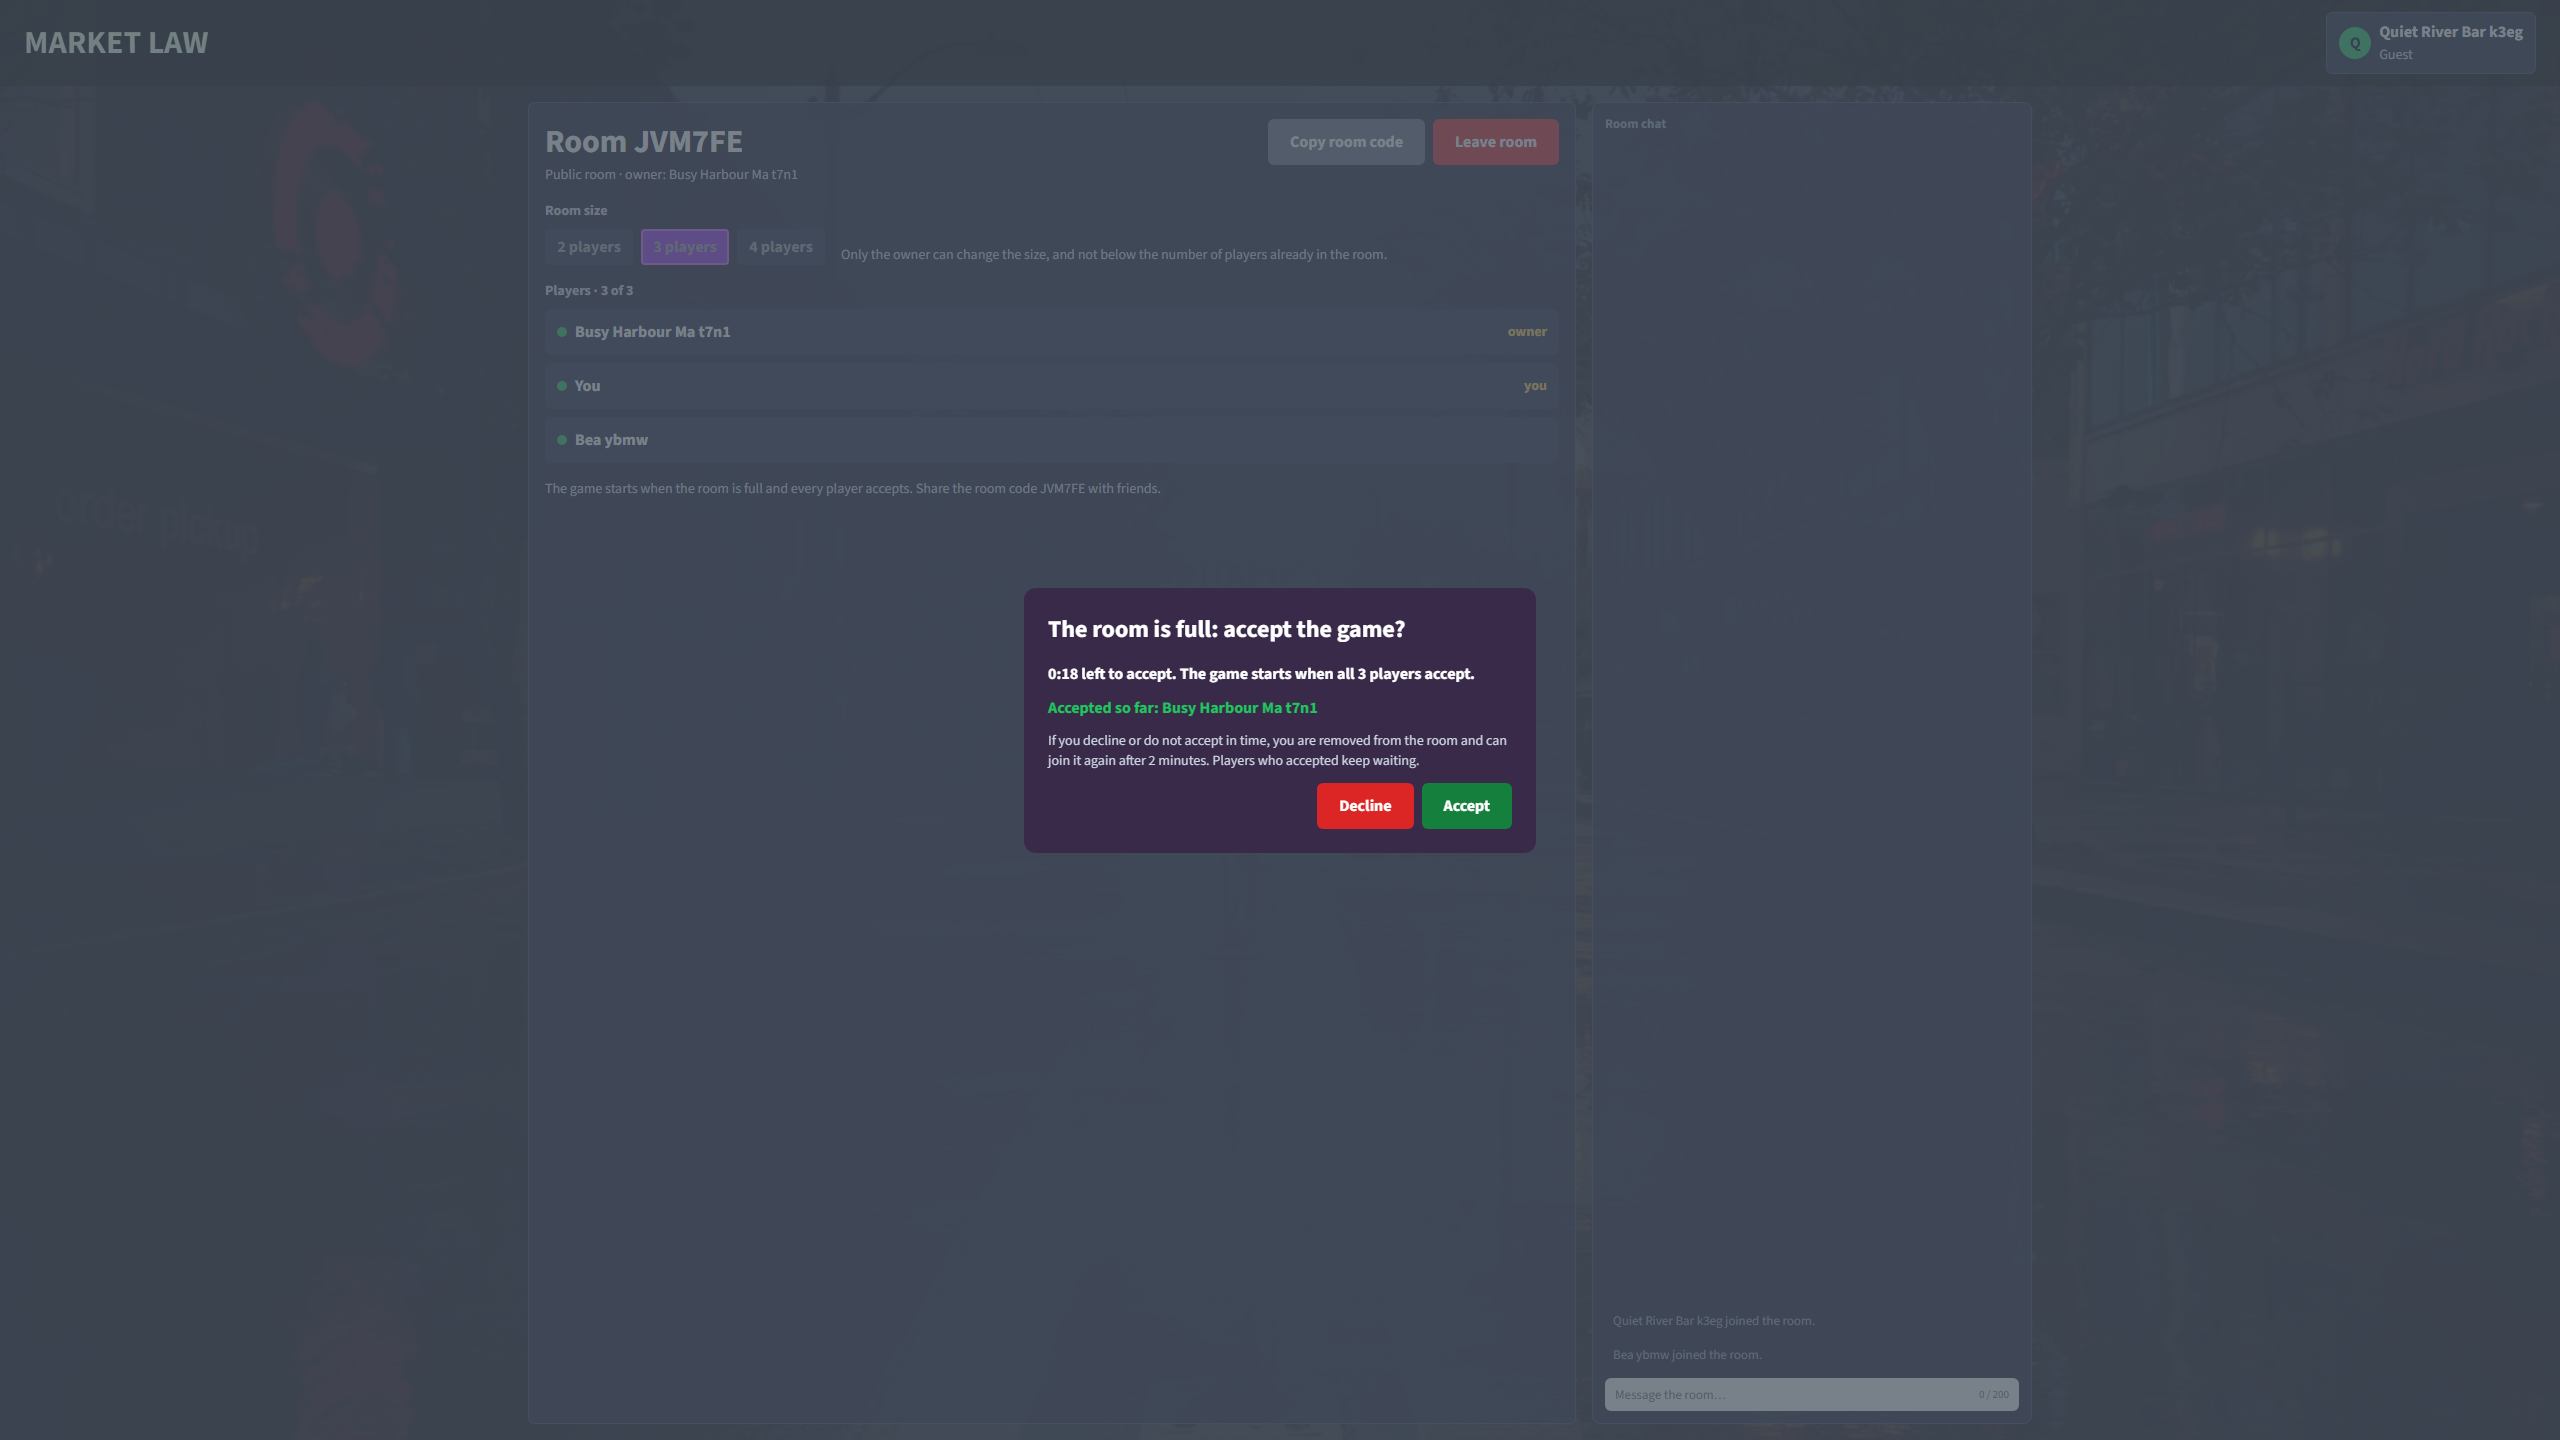 MARKET LAW
Q
Quiet River Bar k3eg
Guest
Room JVM7FE
Copy room code
Leave room
Public room · owner: Busy Harbour Ma t7n1
Room size
2 players
3 players
4 players
Only the owner can change the size, and not below the number of players already in the room.
Players · 3 of 3
Busy Harbour Ma t7n1
owner
You
you
Bea ybmw
The game starts when the room is full and every player accepts. Share the room code JVM7FE with friends.
order pickup
The room is full: accept the game?
0:18 left to accept. The game starts when all 3 players accept.
Accepted so far: Busy Harbour Ma t7n1
If you decline or do not accept in time, you are removed from the room and can
join it again after 2 minutes. Players who accepted keep waiting.
Decline
Accept
Room chat
Quiet River Bar k3eg joined the room.
Bea ybmw joined the room.
Message the room…
0 / 200